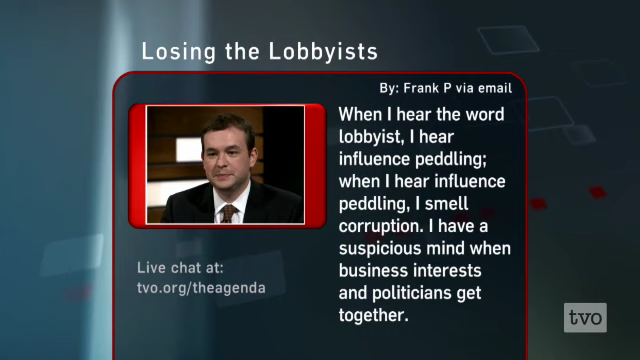 Losing the Lobbyists
By: Frank P via email
When I hear the word
lobbyist, I hear
influence peddling;
when I hear influence
peddling, I smell
corruption. I have a
suspicious mind when
business interests
and politicians get
together.
Live chat at:
tvo.org/theagenda
tvo